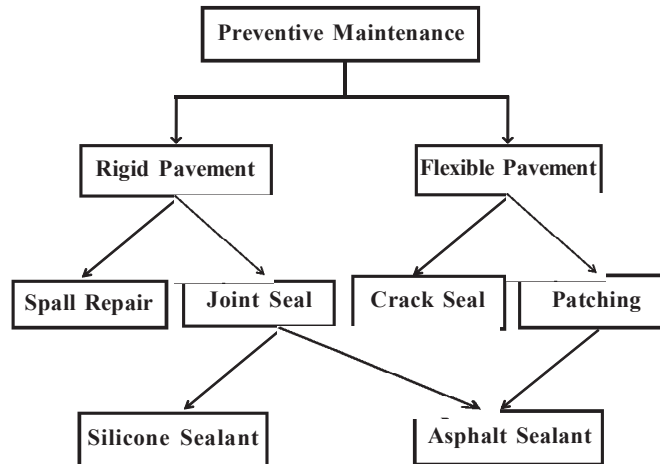 Preventive Maintenance
Rigid Pavement
Flexible Pavement
Spall Repair
Joint Seal
Crack Seal
Patching
Silicone Sealant
Asphalt Sealant